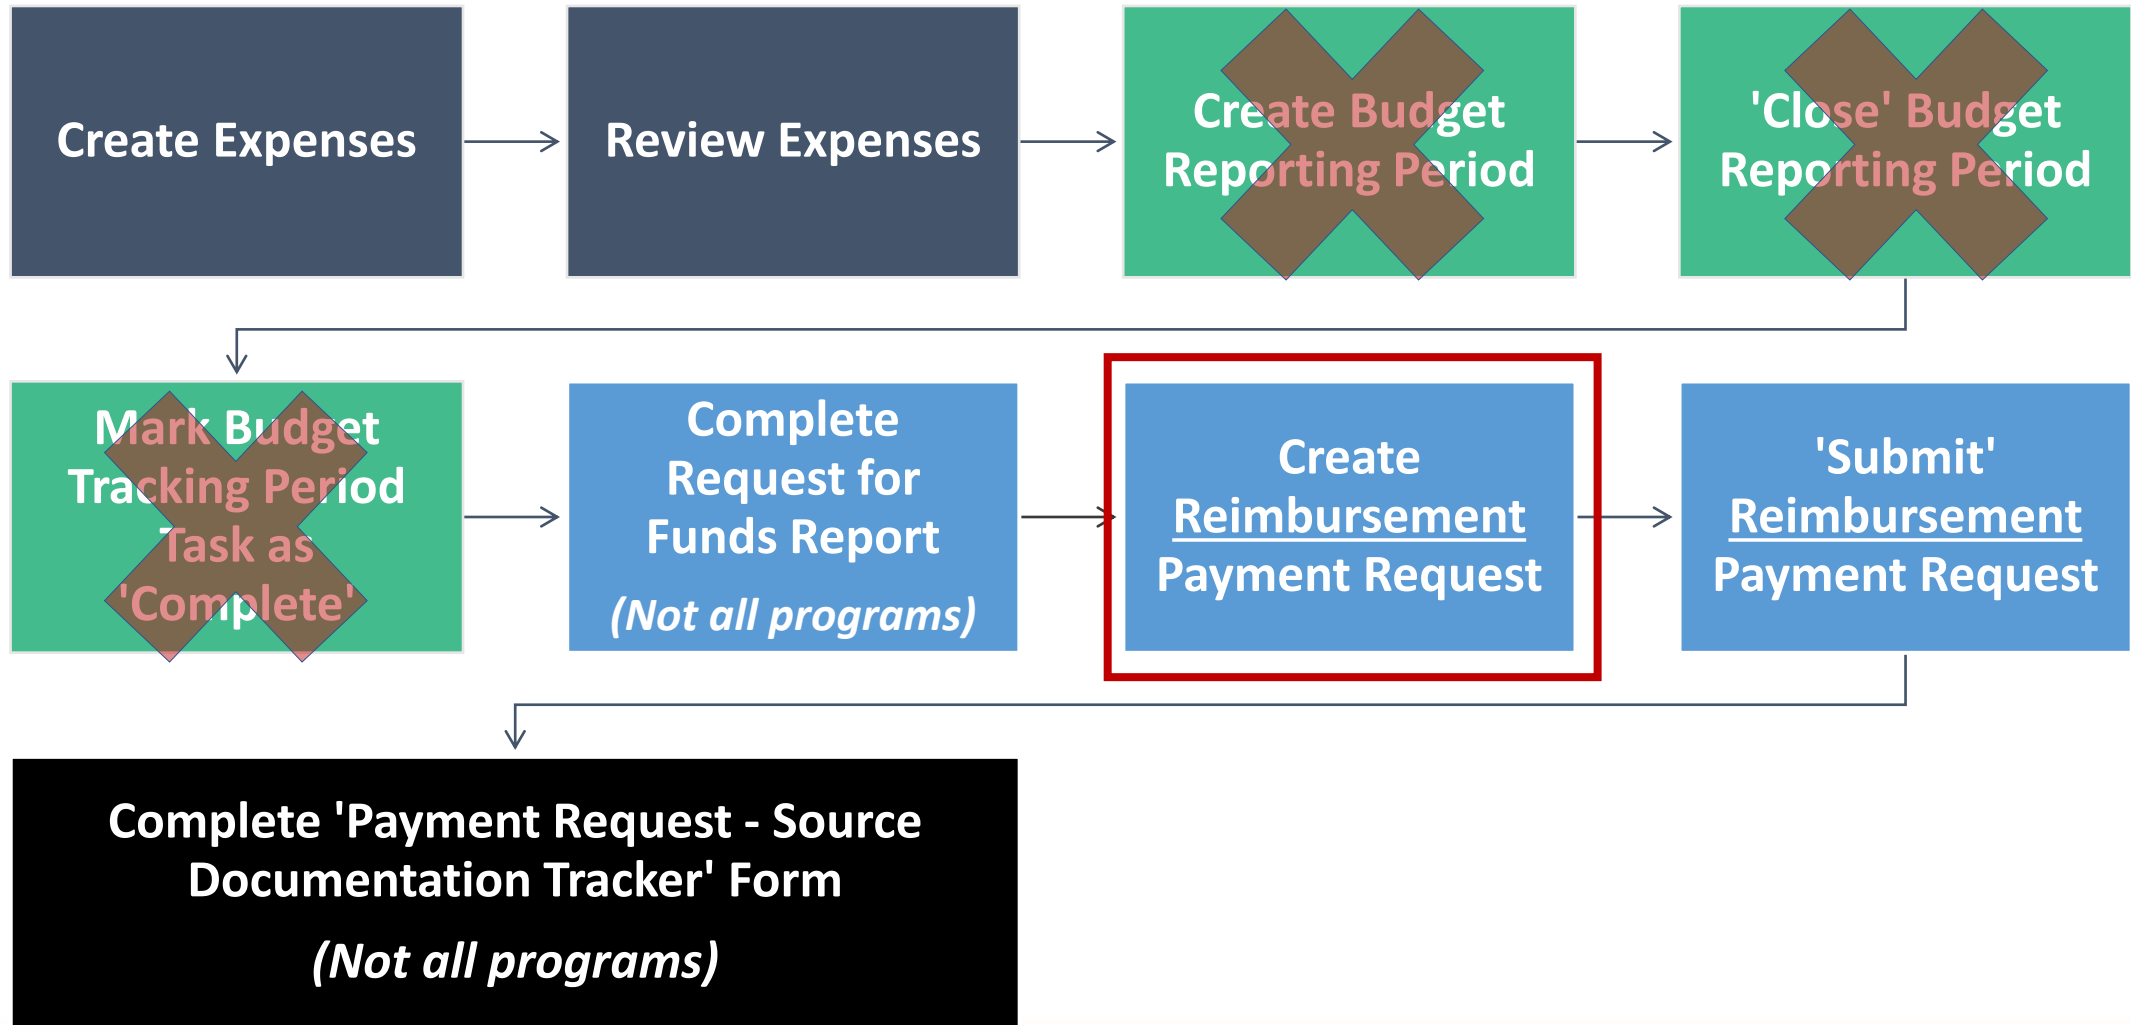 Create Expenses
Review Expenses
Create Budget
Reporting Period
'Close' Budget
Reporting Period
Mark Budget
Tracking Period
Task as
'Complete'
Complete
Request for
Funds Report
(Not all programs)
Create
Reimbursement
Payment Request
'Submit'
Reimbursement
Payment Request
Complete 'Payment Request - Source
Documentation Tracker' Form
(Not all programs)